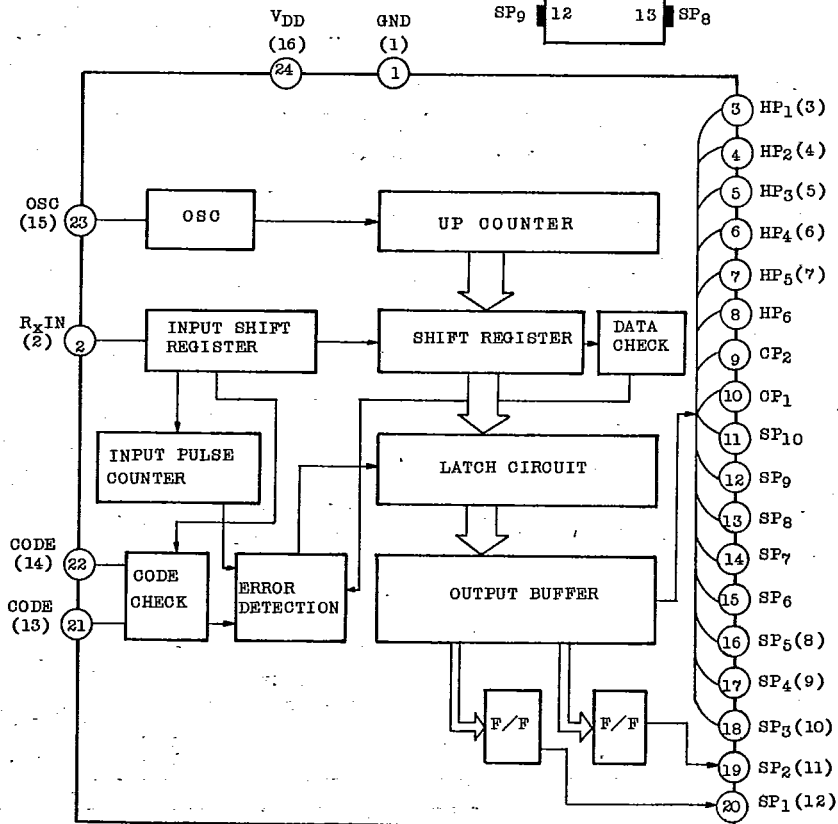 SP9 12 13 SP8
VDD GND
(16) (1)
24 1
3 HP1(3)
4 HP2(4)
5 HP3(5)
6 HP4(6)
7 HP5(7)
8 HP6
9 CP2
10 CP1
11 SP10
12 SP9
13 SP8
14 SP7
15 SP6
16 SP5(8)
17 SP4(9)
18 SP3(10)
19 SP2(11)
20 SP1(12)
OSC
(15)
23
OSC
UP COUNTER
RXIN
(2)
2
INPUT SHIFT
REGISTER
SHIFT REGISTER
DATA
CHECK
INPUT PULSE
COUNTER
LATCH CIRCUIT
CODE
(14)
22
CODE
(13)
21
CODE
CHECK
ERROR
DETECTION
OUTPUT BUFFER
F/F
F/F